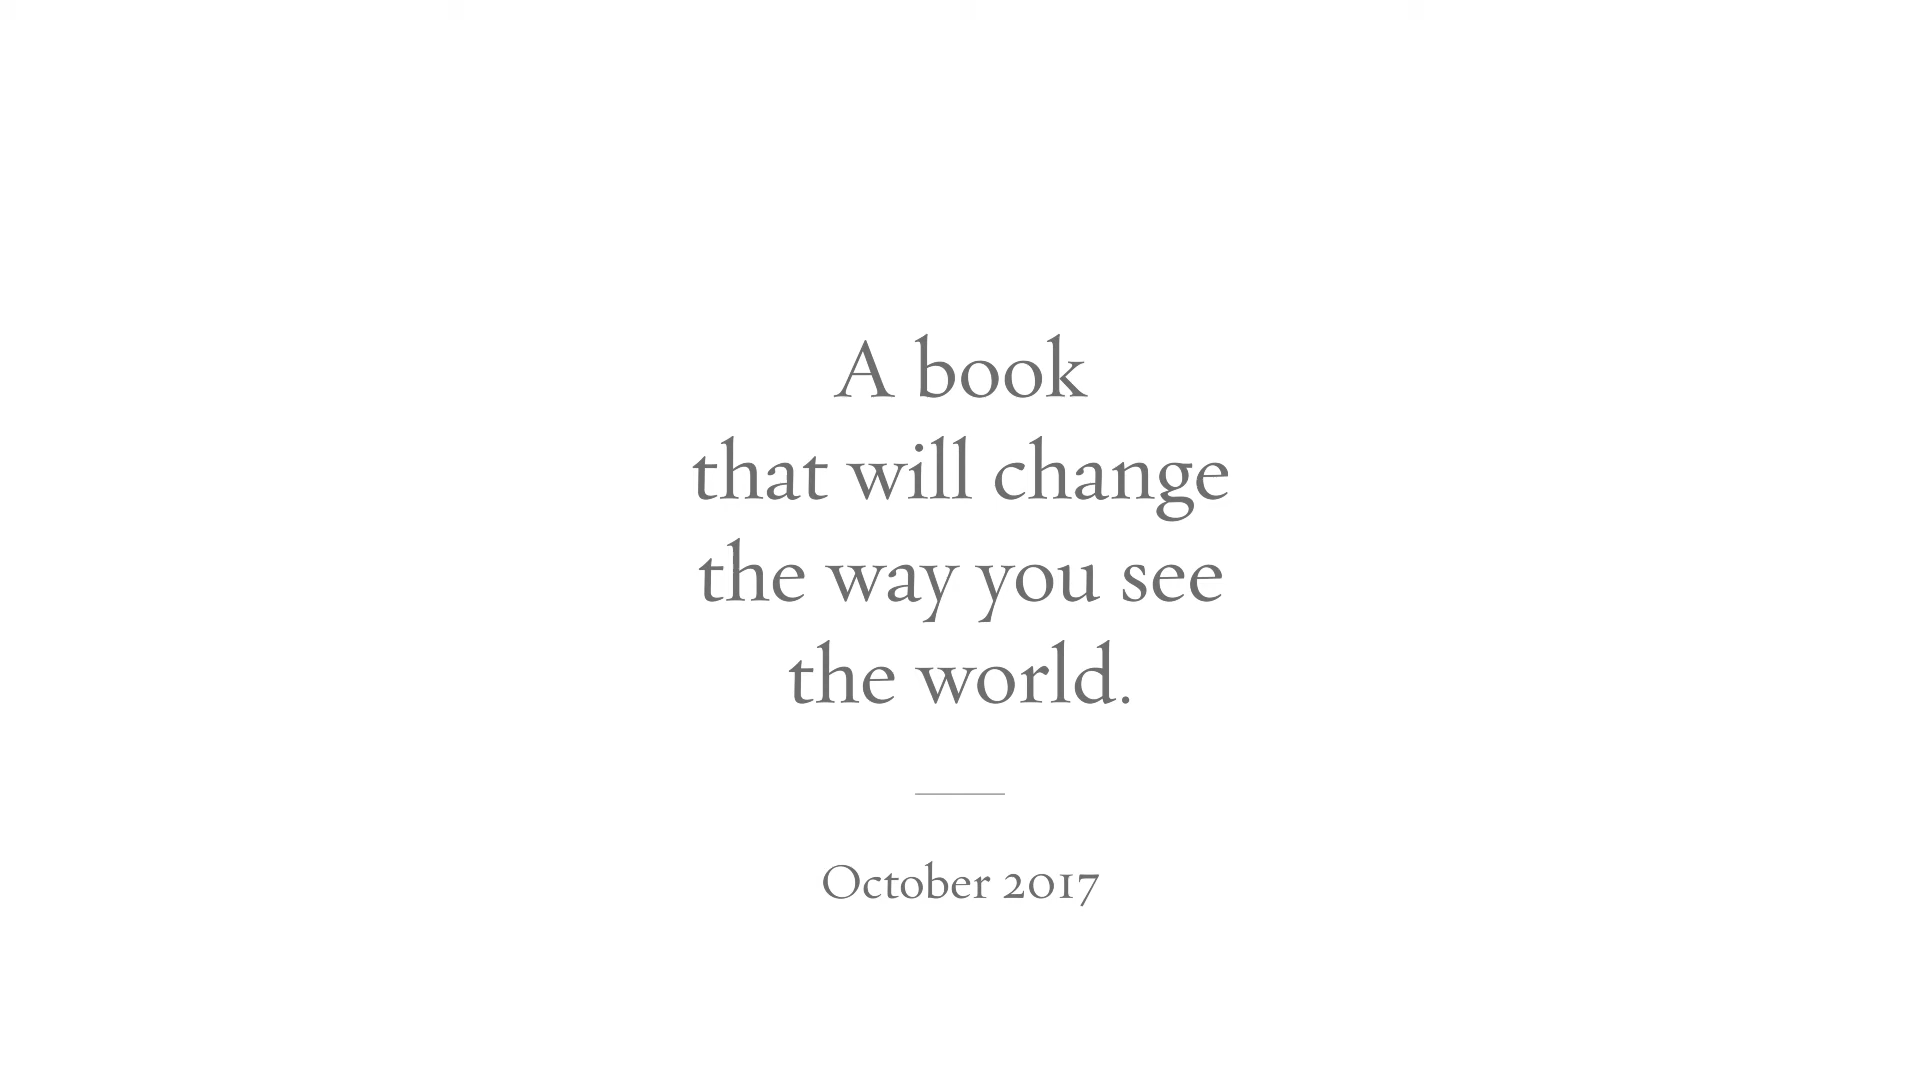 A book
that will change
the way you see
the world.
October 2017